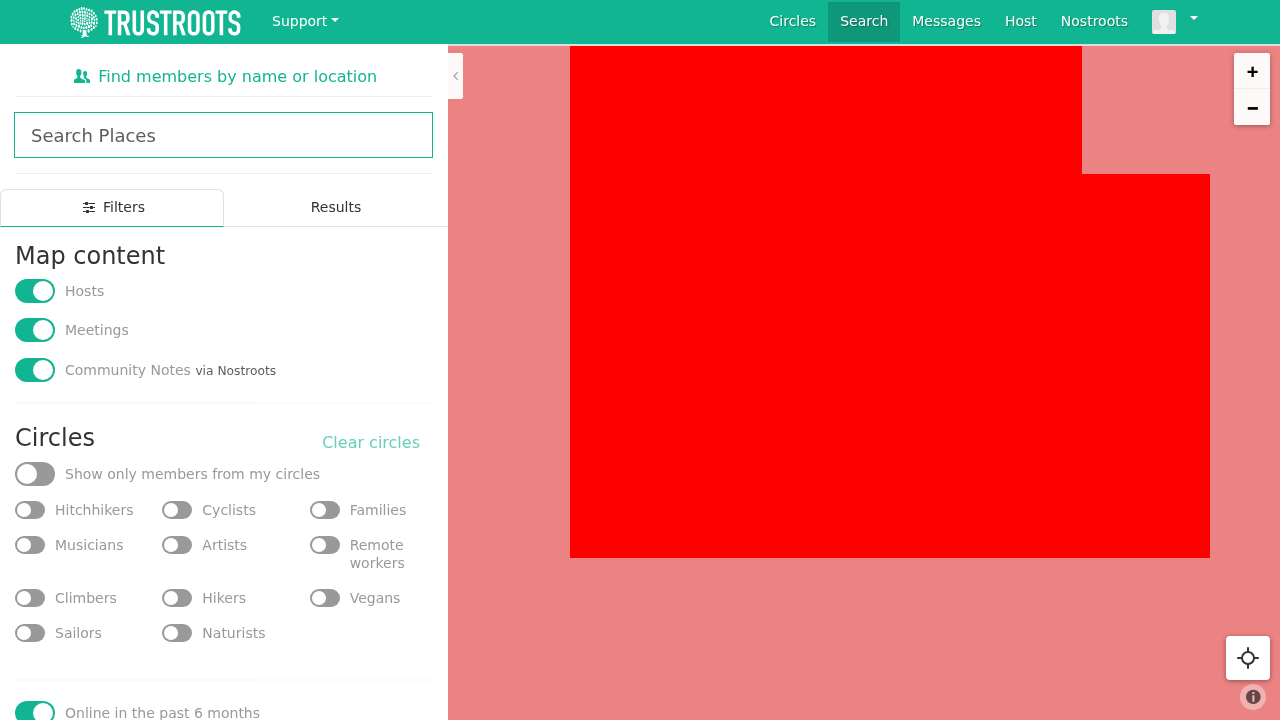 TRUSTROOTS
Support
Circles
Search
Messages
Host
Nostroots
Find members by name or location
Search Places
Filters
Results
Map content
Hosts
Meetings
Community Notes via Nostroots
Circles
Clear circles
Show only members from my circles
Hitchhikers
Cyclists
Families
Musicians
Artists
Remote
workers
Climbers
Hikers
Vegans
Sailors
Naturists
Online in the past 6 months
+
−